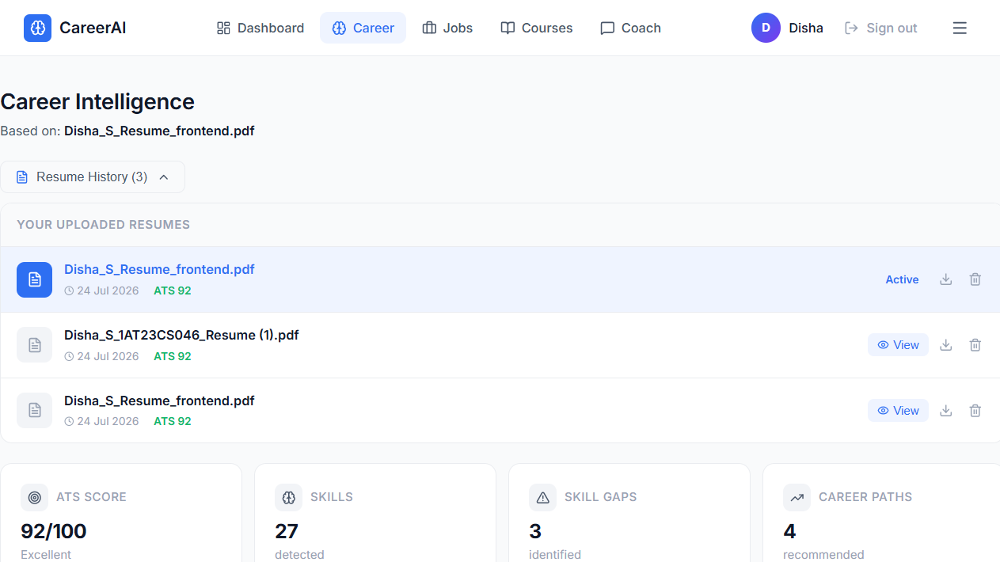 CareerAI
Dashboard
Career
Jobs
Courses
Coach
D
Disha
Sign out
Career Intelligence
Based on: Disha_S_Resume_frontend.pdf
Resume History (3)
YOUR UPLOADED RESUMES
Disha_S_Resume_frontend.pdf
24 Jul 2026 ATS 92
Active
Disha_S_1AT23CS046_Resume (1).pdf
24 Jul 2026 ATS 92
View
Disha_S_Resume_frontend.pdf
24 Jul 2026 ATS 92
View
ATS SCORE
92/100
Excellent
SKILLS
27
detected
SKILL GAPS
3
identified
CAREER PATHS
4
recommended